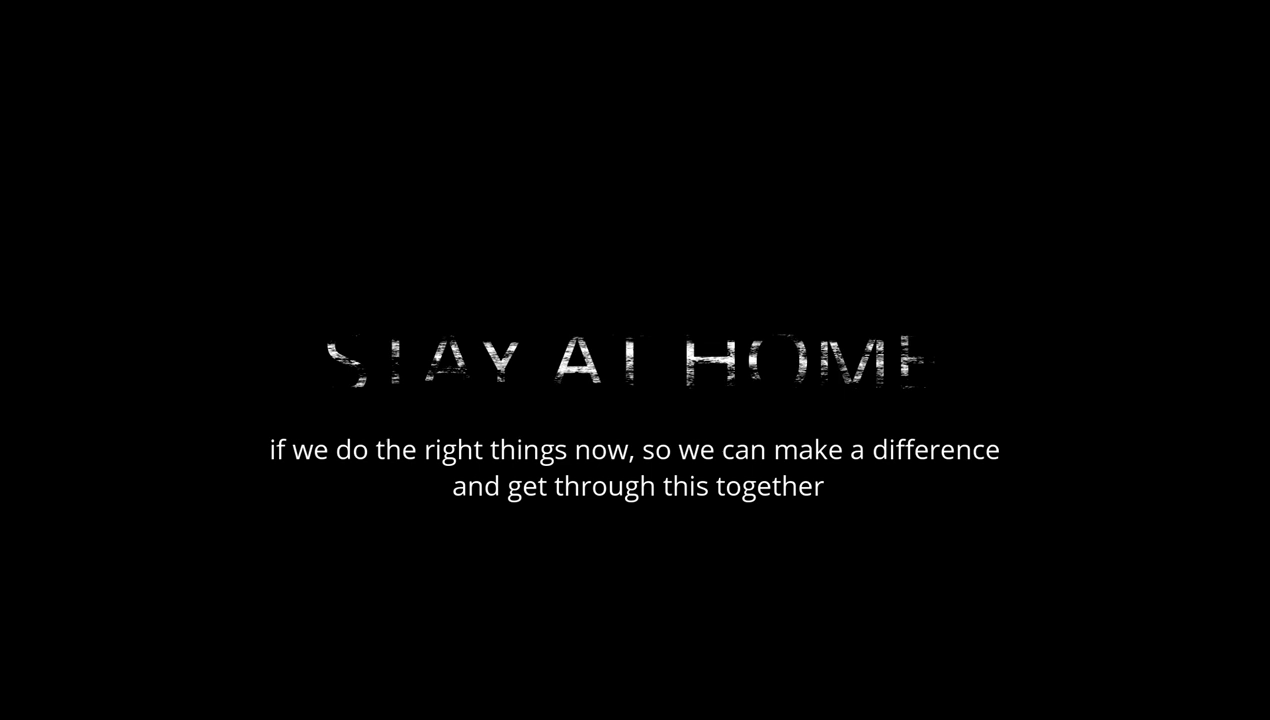 STAY AT HOME
if we do the right things now, so we can make a difference
and get through this together